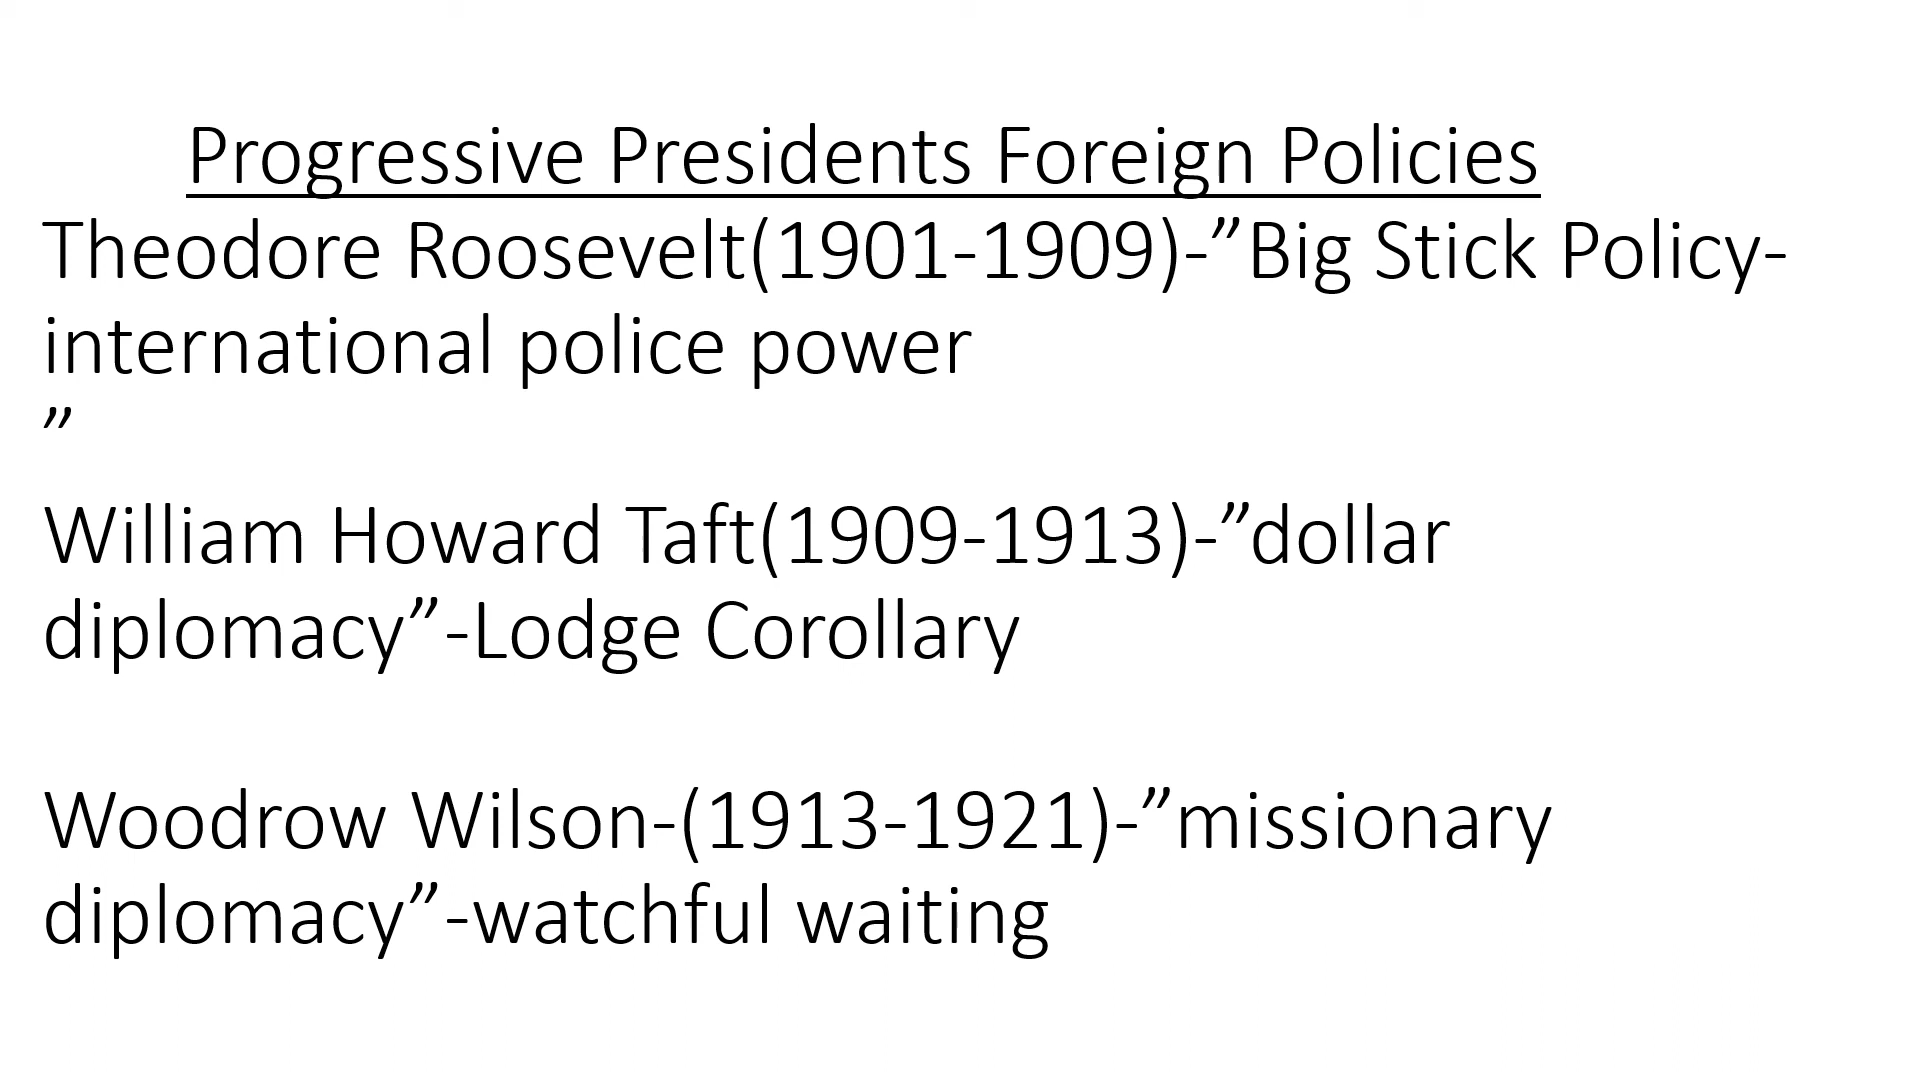 Progressive Presidents Foreign Policies
Theodore Roosevelt(1901-1909)-”Big Stick Policy-
international police power
”
William Howard Taft(1909-1913)-”dollar
diplomacy”-Lodge Corollary
Woodrow Wilson-(1913-1921)-”missionary
diplomacy”-watchful waiting